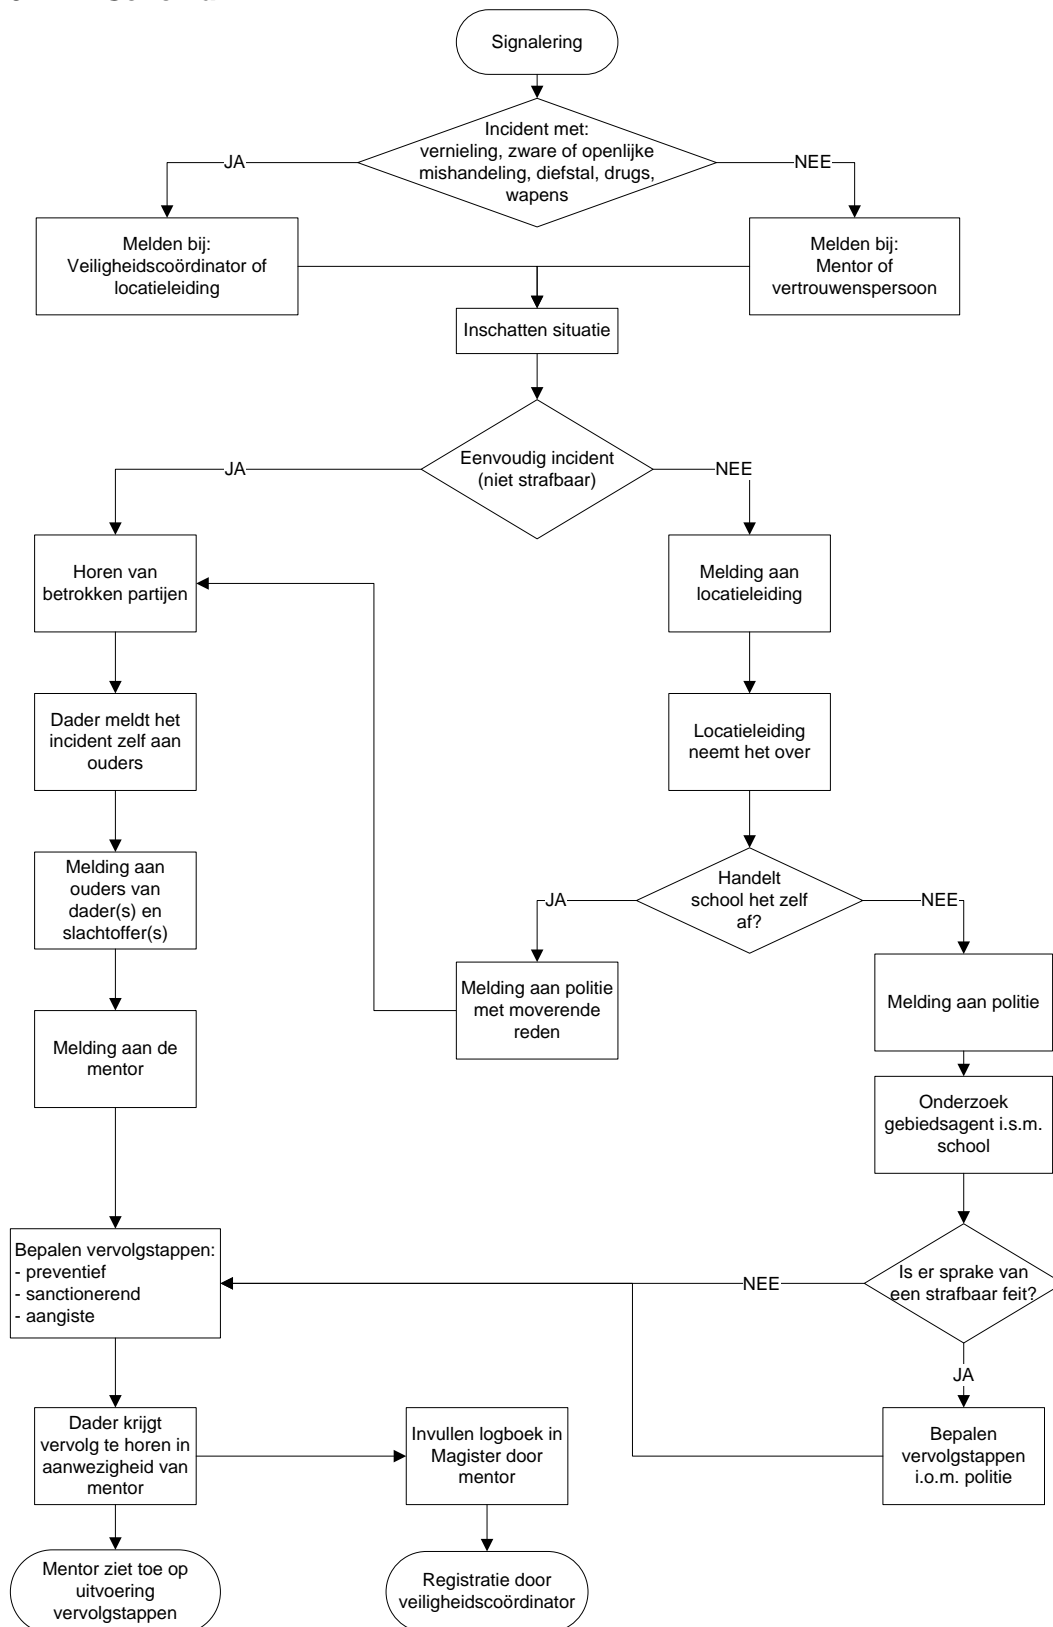 Signalering
Incident met:
vernieling, zware of openlijke
mishandeling, diefstal, drugs,
wapens
JA
NEE
Melden bij:
Veiligheidscoördinator of
locatieleiding
Melden bij:
Mentor of
vertrouwenspersoon
Inschatten situatie
Eenvoudig incident
(niet strafbaar)
JA
NEE
Horen van
betrokken partijen
Melding aan
locatieleiding
Dader meldt het
incident zelf aan
ouders
Locatieleiding
neemt het over
Melding aan
ouders van
dader(s) en
slachtoffer(s)
Handelt
school het zelf
af?
JA
NEE
Melding aan politie
met moverende
reden
Melding aan politie
Melding aan de
mentor
Onderzoek
gebiedsagent i.s.m.
school
Bepalen vervolgstappen:
- preventief
- sanctionerend
- aangiste
NEE
Is er sprake van
een strafbaar feit?
JA
Dader krijgt
vervolg te horen in
aanwezigheid van
mentor
Invullen logboek in
Magister door
mentor
Bepalen
vervolgstappen
i.o.m. politie
Mentor ziet toe op
uitvoering
vervolgstappen
Registratie door
veiligheidscoördinator